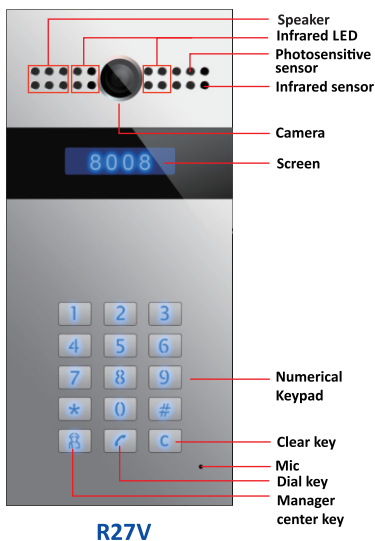 Speaker
Infrared LED
Photosensitive
sensor
Infrared sensor
Camera
8008
Screen
1 2 3
4 5 6
7 8 9
* 0 #
C
Numerical
Keypad
Clear key
Mic
Dial key
Manager
center key
R27V